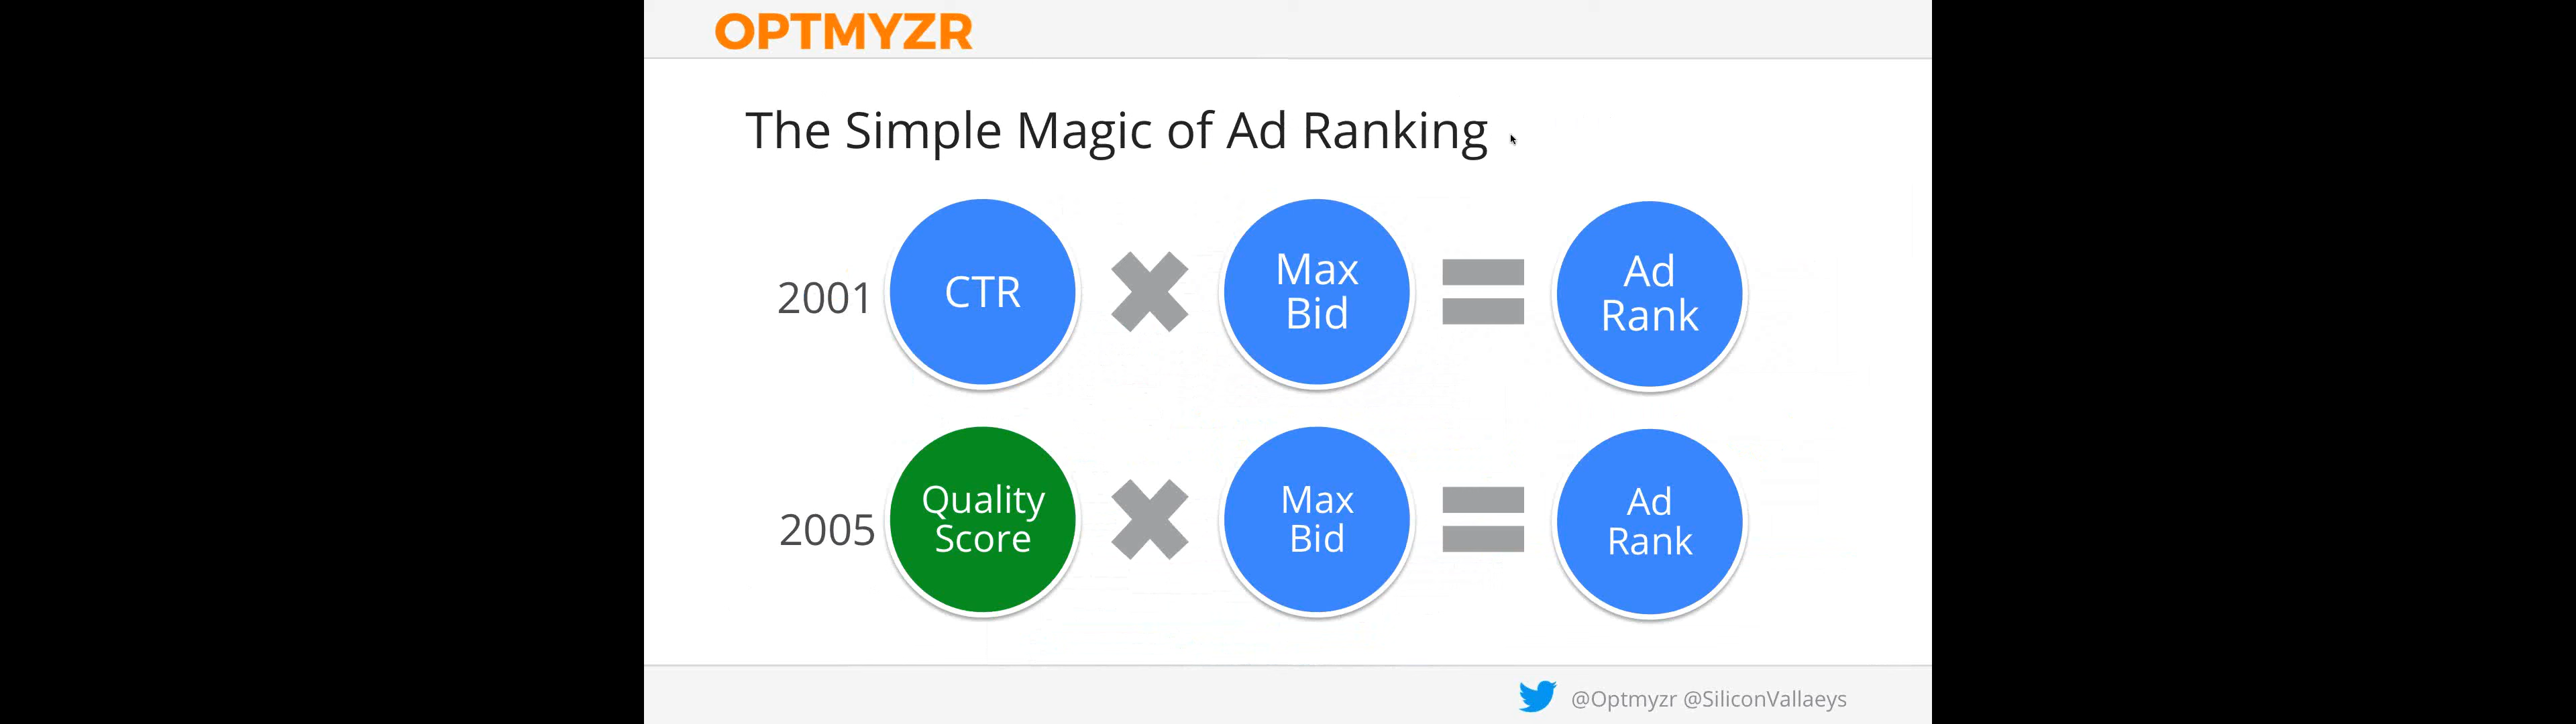 OPTMYZR
The Simple Magic of Ad Ranking
2001
CTR
Max
Bid
Ad
Rank
2005
Quality
Score
Max
Bid
Ad
Rank
@Optmyzr @SiliconVallaeys